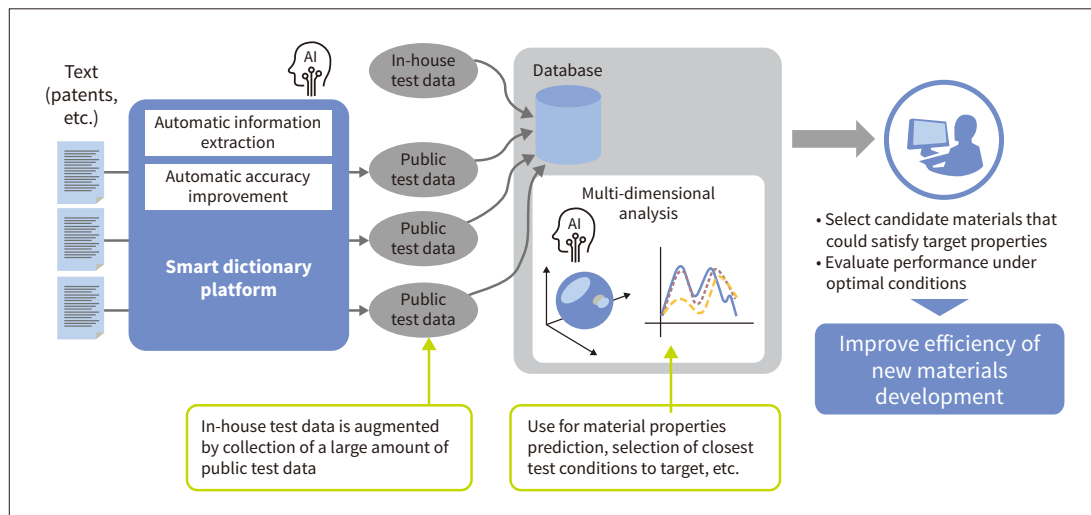 Text
(patents,
etc.)
AI
Automatic information
extraction
Automatic accuracy
improvement
Smart dictionary
platform
In-house
test data
Public
test data
Public
test data
Public
test data
Database
Multi-dimensional
analysis
AI
• Select candidate materials that
could satisfy target properties
• Evaluate performance under
optimal conditions
Improve efficiency of
new materials
development
In-house test data is augmented
by collection of a large amount of
public test data
Use for material properties
prediction, selection of closest
test conditions to target, etc.